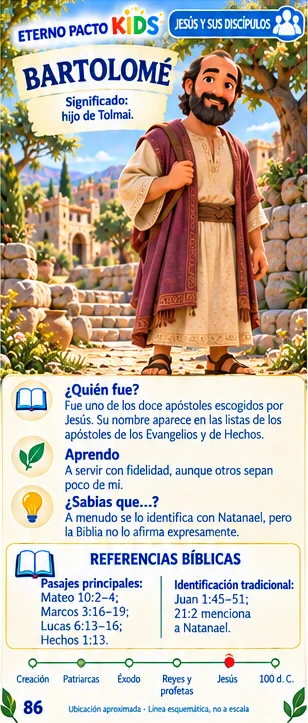 ETERNO PACTO KIDS
JESÚS Y SUS DISCÍPULOS
BARTOLOMÉ
Significado:
hijo de Tolmai.
¿Quién fue?
Fue uno de los doce apóstoles escogidos por
Jesús. Su nombre aparece en las listas de los
apóstoles de los Evangelios y de Hechos.
Aprendo
A servir con fidelidad, aunque otros sepan
poco de mí.
¿Sabias que...?
A menudo se lo identifica con Natanael, pero
la Biblia no lo afirma expresamente.
REFERENCIAS BÍBLICAS
Pasajes principales:
Mateo 10:2–4;
Marcos 3:16–19;
Lucas 6:13–16;
Hechos 1:13.
Identificación tradicional:
Juan 1:45–51;
21:2 menciona
a Natanael.
Creación
Patriarcas
Éxodo
Reyes y
profetas
Jesús
100 d. C.
86
Ubicación aproximada - Línea esquemática, no a escala